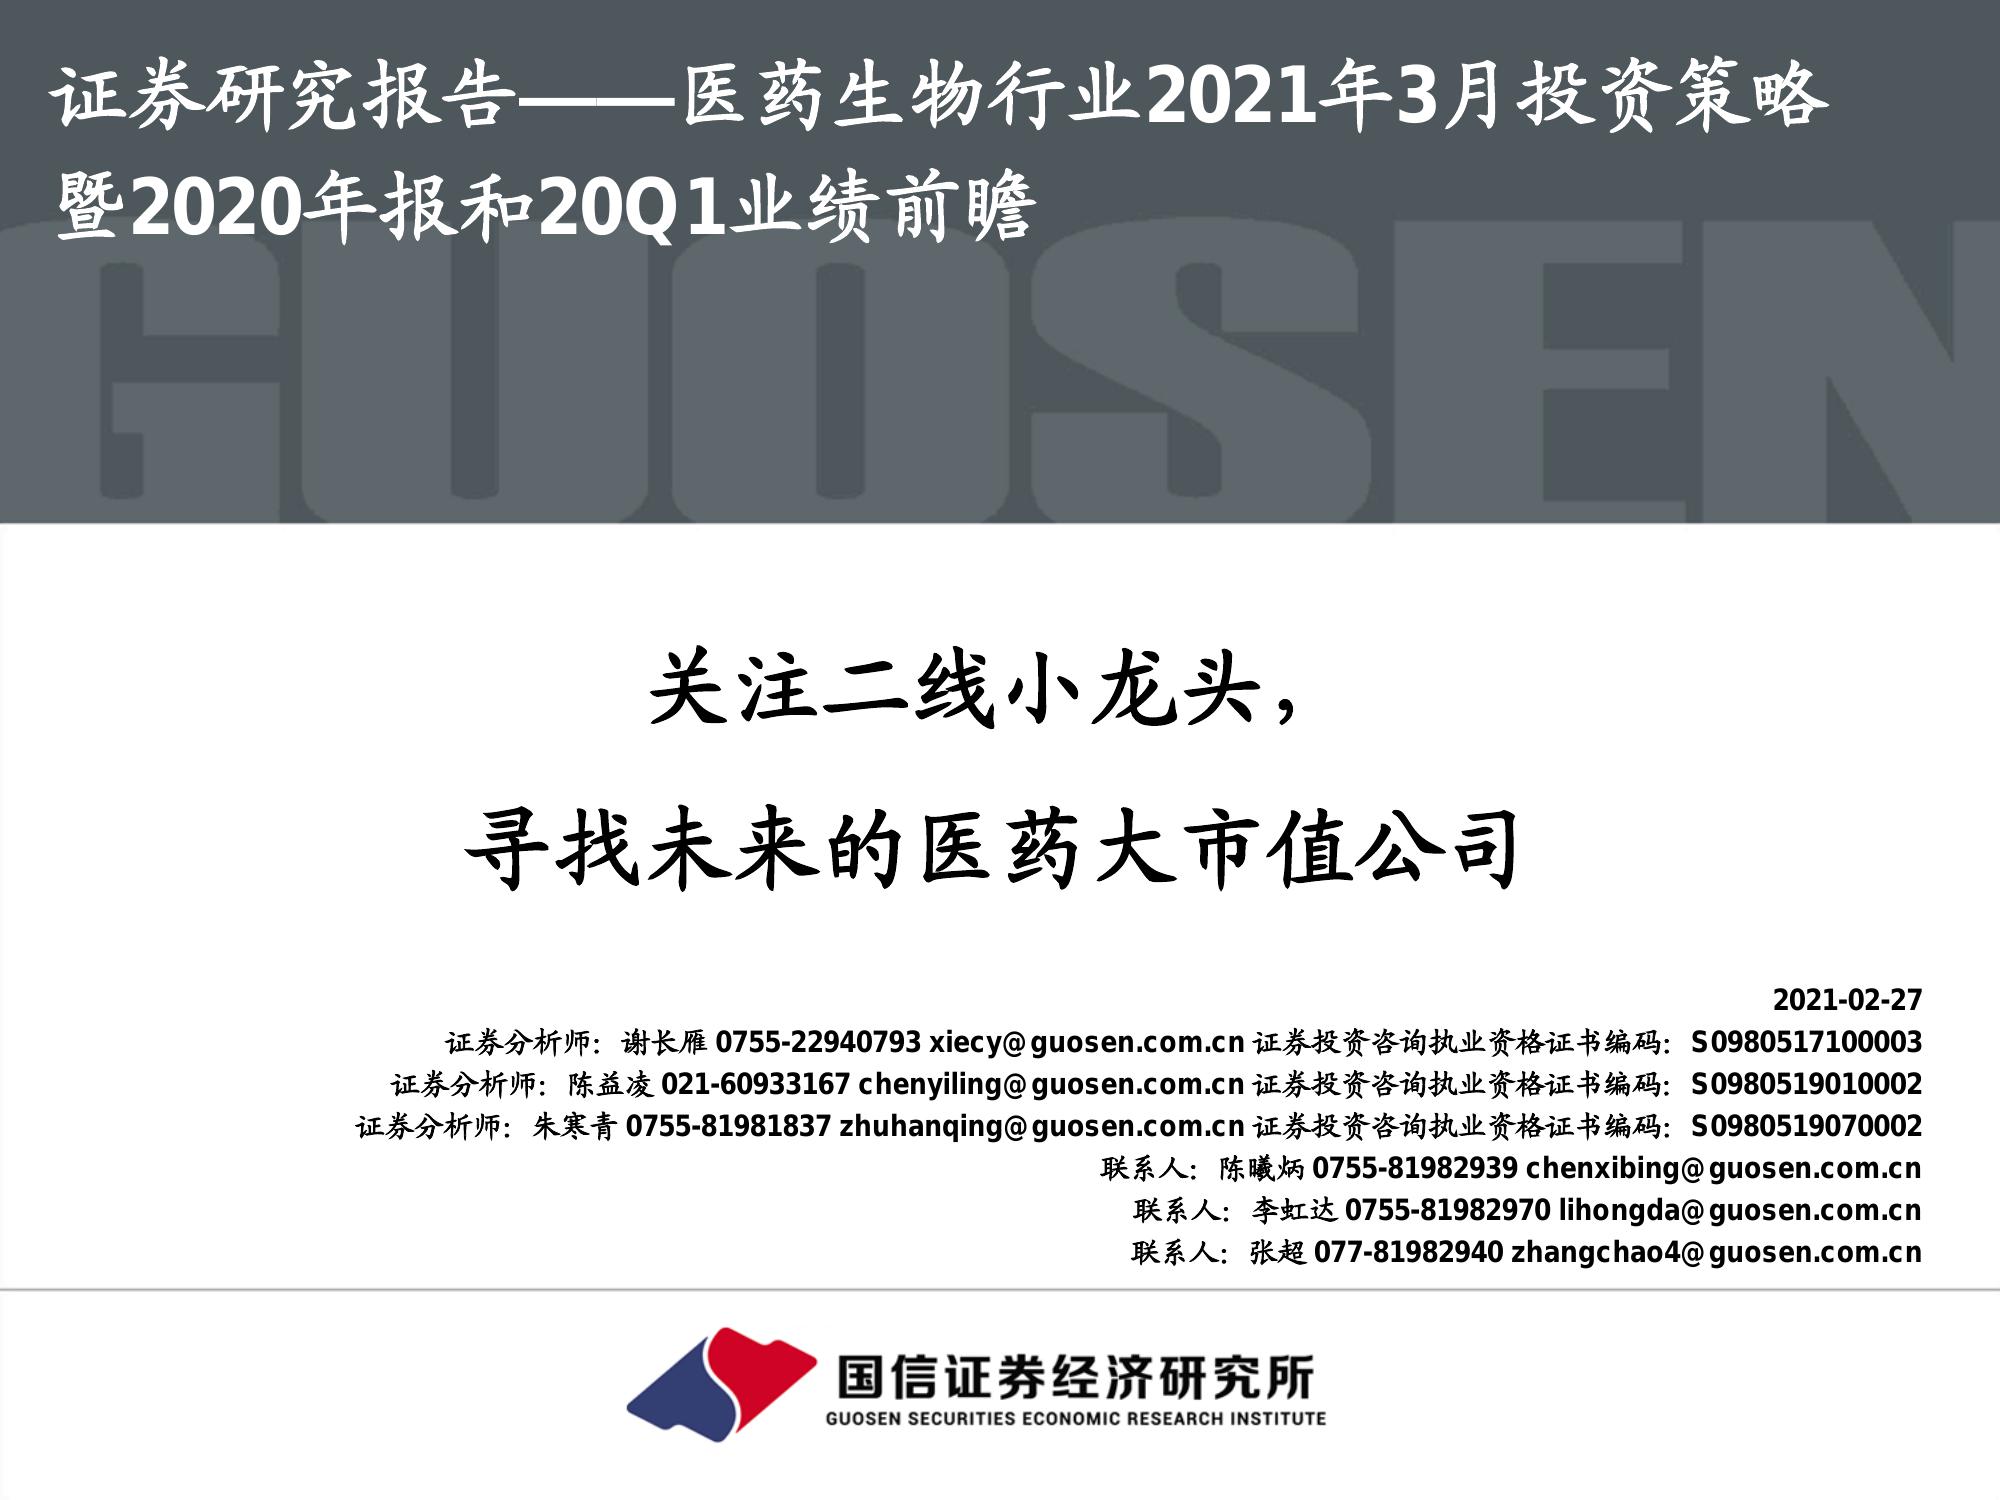 证券研究报告——医药生物行业2021年3月投资策略
暨2020年报和20Q1业绩前瞻
GUOSEN
关注二线小龙头，
寻找未来的医药大市值公司
2021-02-27
证券分析师：谢长雁 0755-22940793 xiecy@guosen.com.cn 证券投资咨询执业资格证书编码：S0980517100003
证券分析师：陈益凌 021-60933167 chenyiling@guosen.com.cn 证券投资咨询执业资格证书编码：S0980519010002
证券分析师：朱寒青 0755-81981837 zhuhanqing@guosen.com.cn 证券投资咨询执业资格证书编码：S0980519070002
联系人：陈曦炳 0755-81982939 chenxibing@guosen.com.cn
联系人：李虹达 0755-81982970 lihongda@guosen.com.cn
联系人：张超 077-81982940 zhangchao4@guosen.com.cn
国信证券经济研究所
GUOSEN SECURITIES ECONOMIC RESEARCH INSTITUTE